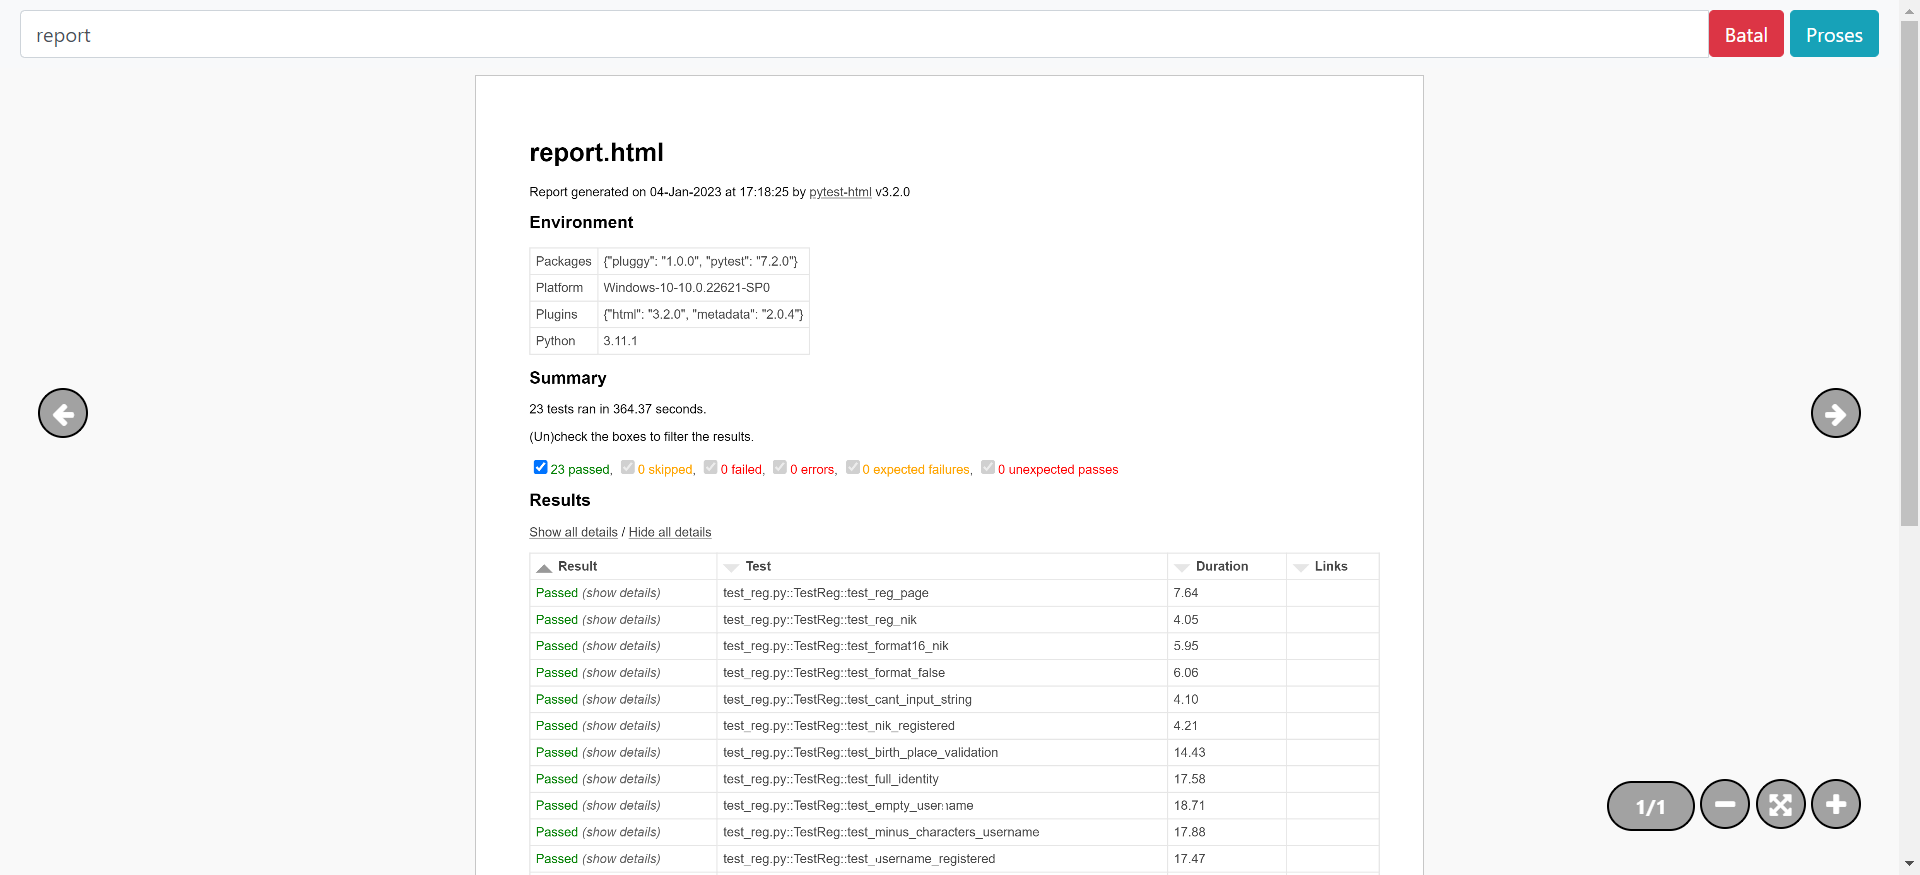 report
Batal
Proses
report.html
Report generated on 04-Jan-2023 at 17:18:25 by pytest-html v3.2.0
Environment
Packages {"pluggy": "1.0.0", "pytest": "7.2.0"}
Platform Windows-10-10.0.22621-SP0
Plugins {"html": "3.2.0", "metadata": "2.0.4"}
Python 3.11.1
Summary
23 tests ran in 364.37 seconds.
(Un)check the boxes to filter the results.
23 passed, 0 skipped, 0 failed, 0 errors, 0 expected failures, 0 unexpected passes
Results
Show all details / Hide all details
Result Test Duration Links
Passed (show details) test_reg.py::TestReg::test_reg_page 7.64
Passed (show details) test_reg.py::TestReg::test_reg_nik 4.05
Passed (show details) test_reg.py::TestReg::test_format16_nik 5.95
Passed (show details) test_reg.py::TestReg::test_format_false 6.06
Passed (show details) test_reg.py::TestReg::test_cant_input_string 4.10
Passed (show details) test_reg.py::TestReg::test_nik_registered 4.21
Passed (show details) test_reg.py::TestReg::test_birth_place_validation 14.43
Passed (show details) test_reg.py::TestReg::test_full_identity 17.58
Passed (show details) test_reg.py::TestReg::test_empty_username 18.71
Passed (show details) test_reg.py::TestReg::test_minus_characters_username 17.88
Passed (show details) test_reg.py::TestReg::test_username_registered 17.47
1/1